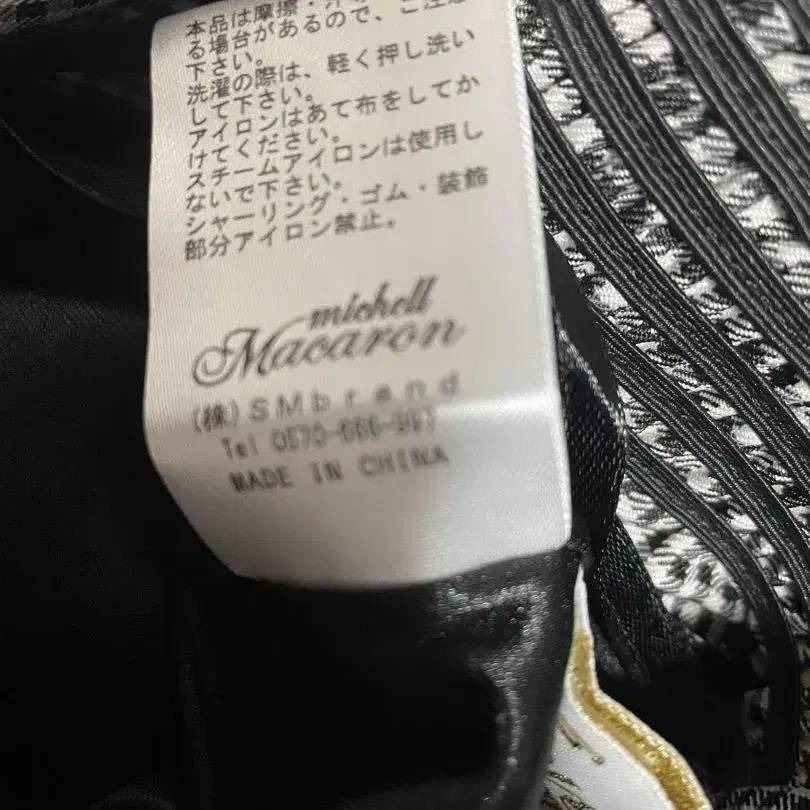 本品は摩擦・汗
る場合があるので、ご注意
下さい。
洗濯の際は、軽く押し洗い
して下さい。
アイロンはあて布をしてか
けてください。
スチームアイロンは使用し
ないで下さい。
シャーリング・ゴム・装飾
部分アイロン禁止。
michell
Macaron
(株)SMbrand
Tel 0570-666-997
MADE IN CHINA